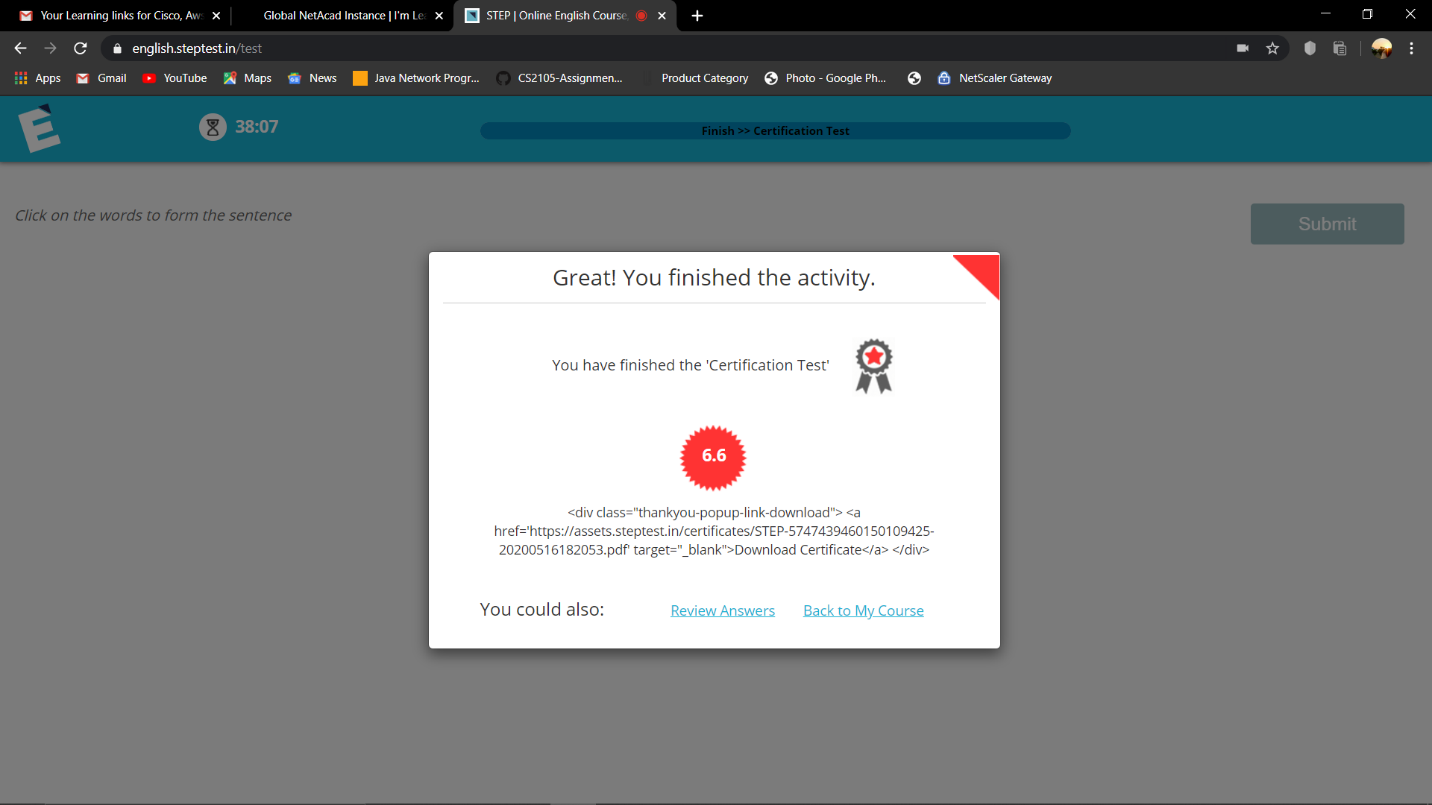 Your Learning links for Cisco, Aw
Global NetAcad Instance | I'm Le
STEP | Online English Course,
english.steptest.in/test
Apps
Gmail
YouTube
Maps
News
Java Network Progr...
CS2105-Assignmen...
Product Category
Photo - Google Ph...
NetScaler Gateway
38:07
Finish >> Certification Test
Click on the words to form the sentence
Submit
Great! You finished the activity.
You have finished the 'Certification Test'
6.6
<div class="thankyou-popup-link-download"> <a
href='https://assets.steptest.in/certificates/STEP-5747439460150109425-
20200516182053.pdf' target="_blank">Download Certificate</a> </div>
You could also:
Review Answers
Back to My Course